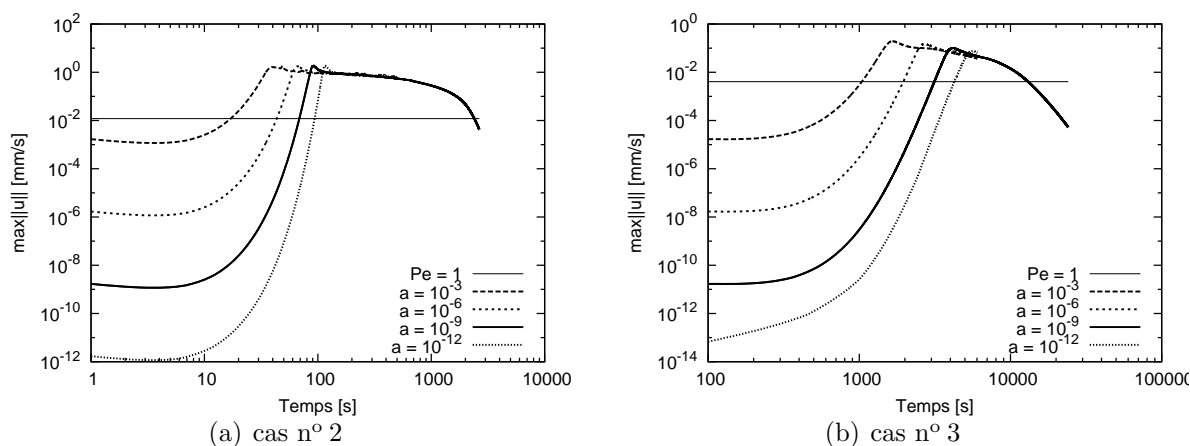 10^2
10^0
10^-2
10^-4
10^-6
10^-8
10^-10
10^-12
max||u|| [mm/s]
1 10 100 1000 10000
Temps [s]
Pe = 1
a = 10^-3
a = 10^-6
a = 10^-9
a = 10^-12
(a) cas nº 2
10^0
10^-2
10^-4
10^-6
10^-8
10^-10
10^-12
10^-14
max||u|| [mm/s]
100 1000 10000 100000
Temps [s]
Pe = 1
a = 10^-3
a = 10^-6
a = 10^-9
a = 10^-12
(b) cas nº 3